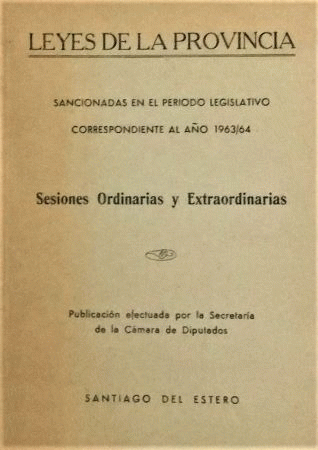 LEYES DE LA PROVINCIA
SANCIONADAS EN EL PERIODO LEGISLATIVO
CORRESPONDIENTE AL AÑO 1963/64
Sesiones Ordinarias y Extraordinarias
Publicación efectuada por la Secretaría
de la Cámara de Diputados
SANTIAGO DEL ESTERO